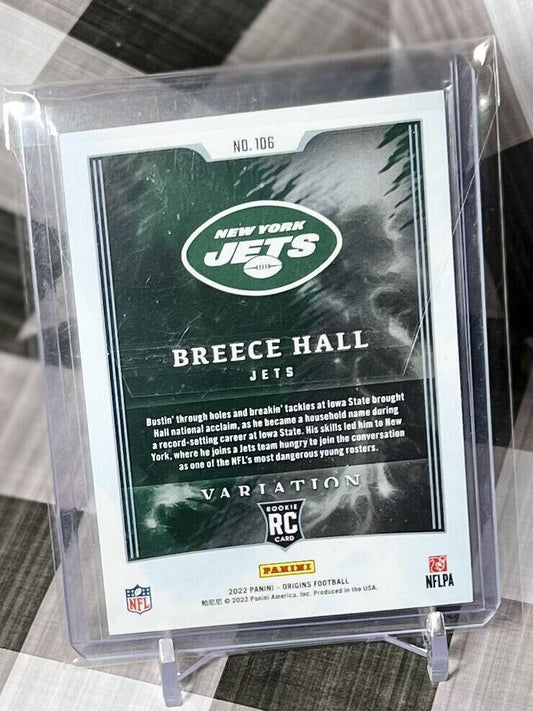 NO. 106
NEW YORK
JETS
BREECE HALL
JETS
Bustin' through holes and breakin' tackles at Iowa State brought
Hall national acclaim, as he became a household name during
a record-setting career at Iowa State. His skills led him to New
York, where he joins a Jets team hungry to join the conversation
as one of the NFL's most dangerous young rosters.
VARIATION
ROOKIE
RC
CARD
PANINI
2022 PANINI – ORIGINS FOOTBALL
帕尼尼 © 2022 Panini America, Inc. Produced in the USA.
NFL
NFLPA